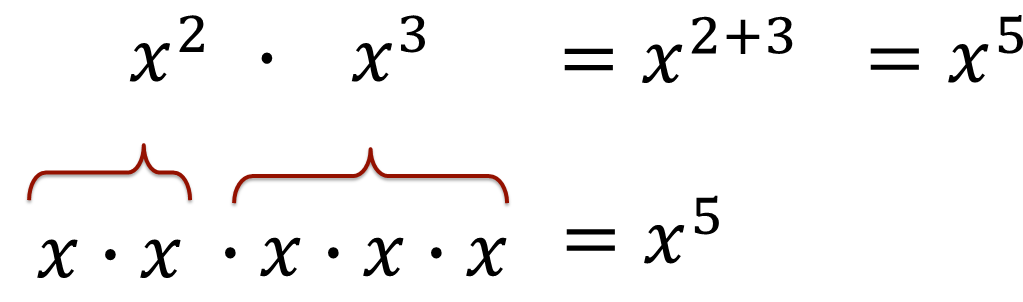 x² · x³ = x²⁺³ = x⁵
x · x · x · x · x = x⁵